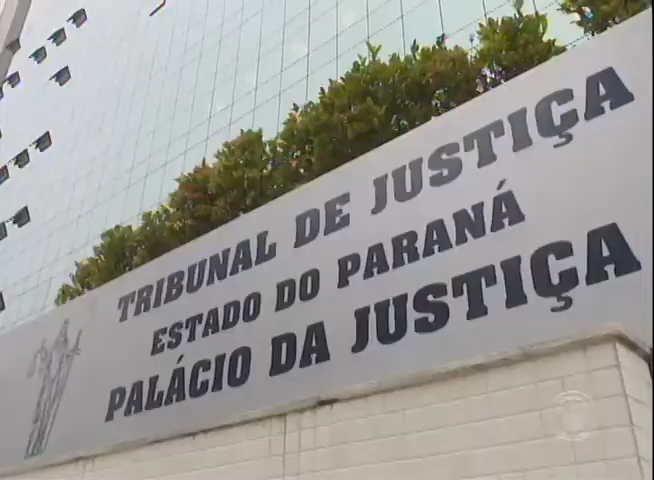 TRIBUNAL DE JUSTIÇA
ESTADO DO PARANÁ
PALÁCIO DA JUSTIÇA